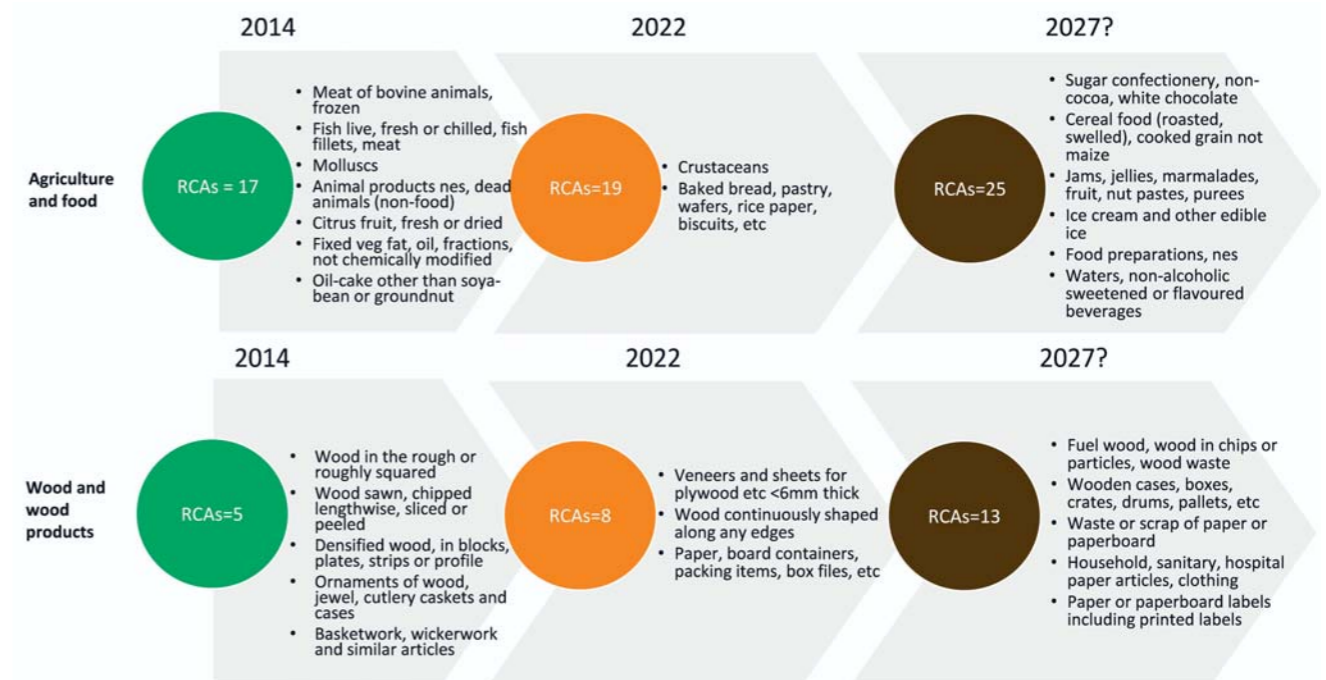 2014
2022
2027?
Agriculture
and food
RCAs = 17
• Meat of bovine animals,
frozen
• Fish live, fresh or chilled, fish
fillets, meat
• Molluscs
• Animal products nes, dead
animals (non-food)
• Citrus fruit, fresh or dried
• Fixed veg fat, oil, fractions,
not chemically modified
• Oil-cake other than soya-
bean or groundnut
RCAs=19
• Crustaceans
• Baked bread, pastry,
wafers, rice paper,
biscuits, etc
RCAs=25
• Sugar confectionery, non-
cocoa, white chocolate
• Cereal food (roasted,
swelled), cooked grain not
maize
• Jams, jellies, marmalades,
fruit, nut pastes, purees
• Ice cream and other edible
ice
• Food preparations, nes
• Waters, non-alcoholic
sweetened or flavoured
beverages
2014
2022
2027?
Wood and
wood
products
RCAs=5
• Wood in the rough or
roughly squared
• Wood sawn, chipped
lengthwise, sliced or
peeled
• Densified wood, in blocks,
plates, strips or profile
• Ornaments of wood,
jewel, cutlery caskets and
cases
• Basketwork, wickerwork
and similar articles
RCAs=8
• Veneers and sheets for
plywood etc <6mm thick
• Wood continuously shaped
along any edges
• Paper, board containers,
packing items, box files, etc
RCAs=13
• Fuel wood, wood in chips or
particles, wood waste
• Wooden cases, boxes,
crates, drums, pallets, etc
• Waste or scrap of paper or
paperboard
• Household, sanitary, hospital
paper articles, clothing
• Paper or paperboard labels
including printed labels